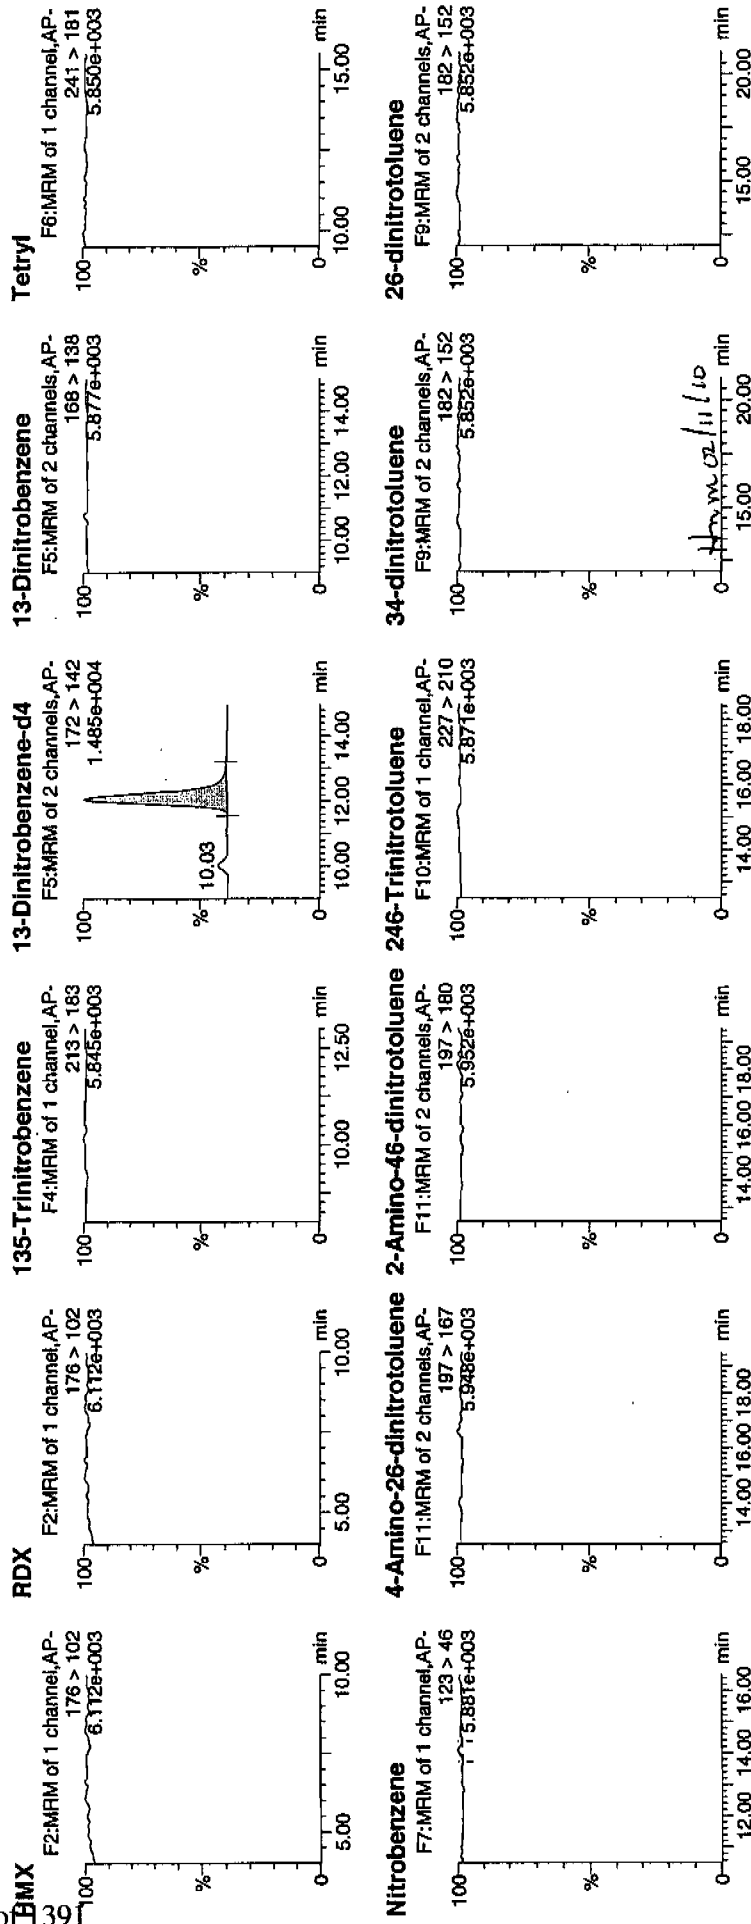 HMX
F2:MRM of 1 channel,AP-
176 > 102
6.112e+003
100
%
0
5.00
10.00
min
RDX
F2:MRM of 1 channel,AP-
176 > 102
6.112e+003
100
%
0
5.00
10.00
min
135-Trinitrobenzene
F4:MRM of 1 channel,AP-
213 > 183
5.845e+003
100
%
0
10.00
12.50
min
13-Dinitrobenzene-d4
F5:MRM of 2 channels,AP-
172 > 142
1.485e+004
100
10.03
%
0
10.00
12.00
14.00
min
13-Dinitrobenzene
F5:MRM of 2 channels,AP-
168 > 138
5.877e+003
100
%
0
10.00
12.00
14.00
min
Tetryl
F6:MRM of 1 channel,AP-
241 > 181
5.850e+003
100
%
0
10.00
15.00
min
Nitrobenzene
F7:MRM of 1 channel,AP-
123 > 46
5.881e+003
100
%
0
12.00
14.00
16.00
min
4-Amino-26-dinitrotoluene
F11:MRM of 2 channels,AP-
197 > 167
5.948e+003
100
%
0
14.00
16.00
18.00
min
2-Amino-46-dinitrotoluene
F11:MRM of 2 channels,AP-
197 > 180
5.952e+003
100
%
0
14.00
16.00
18.00
min
246-Trinitrotoluene
F10:MRM of 1 channel,AP-
227 > 210
5.871e+003
100
%
0
14.00
16.00
18.00
min
34-dinitrotoluene
F9:MRM of 2 channels,AP-
182 > 152
5.852e+003
100
%
0
15.00
20.00
min
02/11/10
26-dinitrotoluene
F9:MRM of 2 channels,AP-
182 > 152
5.852e+003
100
%
0
15.00
20.00
min
of 1391